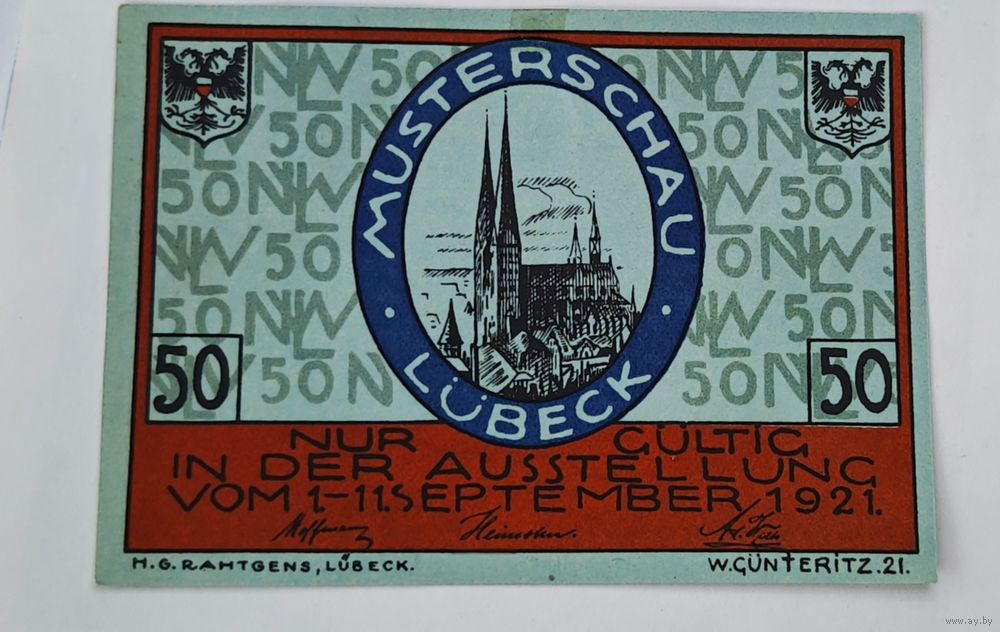 MUSTERSCHAU
· LÜBECK ·
50
50
NUR GÜLTIG
IN DER AUSSTELLUNG
VOM 1.-11.SEPTEMBER 1921.
Heinsohn.
H.G. RAHTGENS, LÜBECK.
W.GÜNTERITZ.21.
www.ay.by